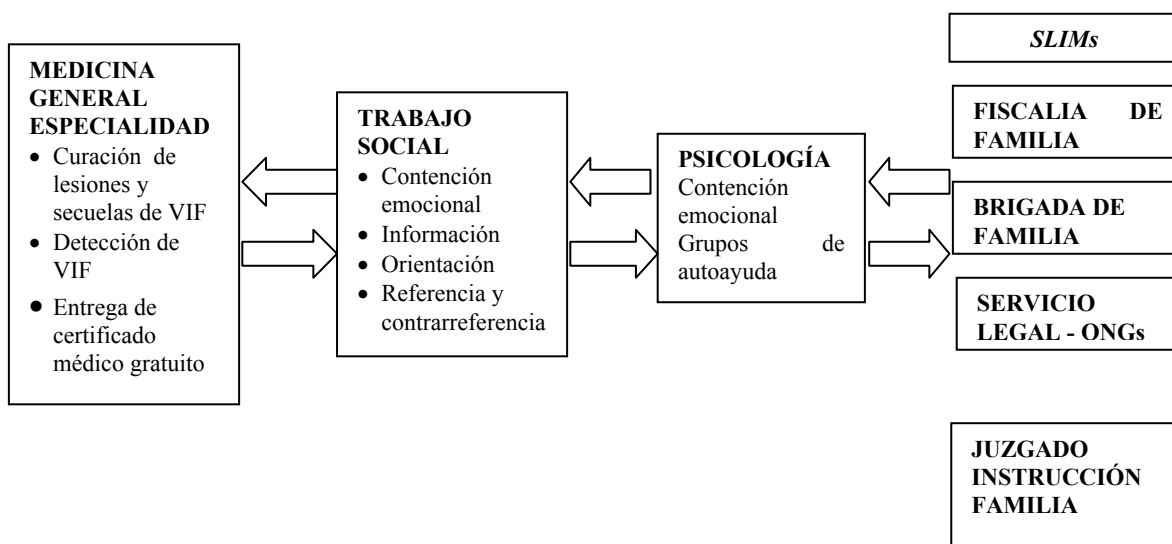 MEDICINA
GENERAL
ESPECIALIDAD
• Curación de
lesiones y
secuelas de VIF
• Detección de
VIF
• Entrega de
certificado
médico gratuito
TRABAJO
SOCIAL
• Contención
emocional
• Información
• Orientación
• Referencia y
contrarreferencia
PSICOLOGÍA
Contención
emocional
Grupos de
autoayuda
SLIMs
FISCALIA DE
FAMILIA
BRIGADA DE
FAMILIA
SERVICIO
LEGAL - ONGs
JUZGADO
INSTRUCCIÓN
FAMILIA